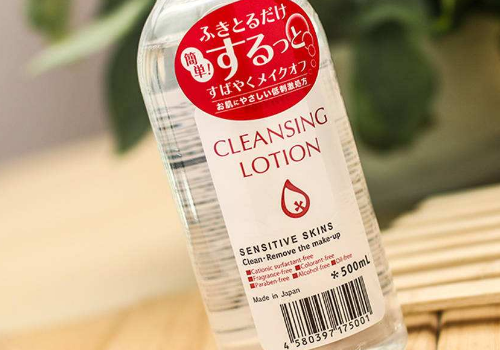 ふきとるだけ
簡単!
するっと
すばやくメイクオフ
お肌にやさしい低刺激処方
CLEANSING
LOTION
SENSITIVE SKINS
Clean・Remove the make-up
Cationic surfactant-free
Fragrance-free Colorant free
Paraben-free Alcohol free Oil-free
500mL
Made in Japan
4 580397 175001